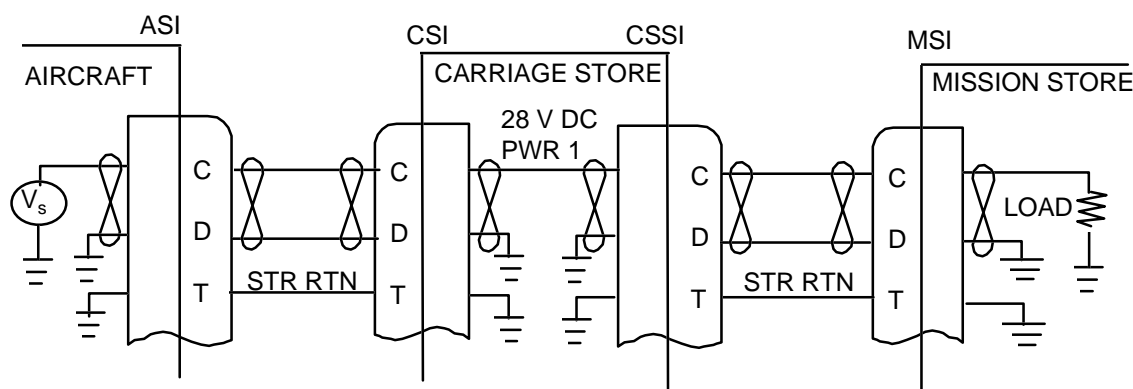 ASI
CSI
CSSI
MSI
AIRCRAFT
CARRIAGE STORE
MISSION STORE
28 V DC
PWR 1
C
C
C
C
Vs
LOAD
D
D
D
D
T
STR RTN
T
T
STR RTN
T